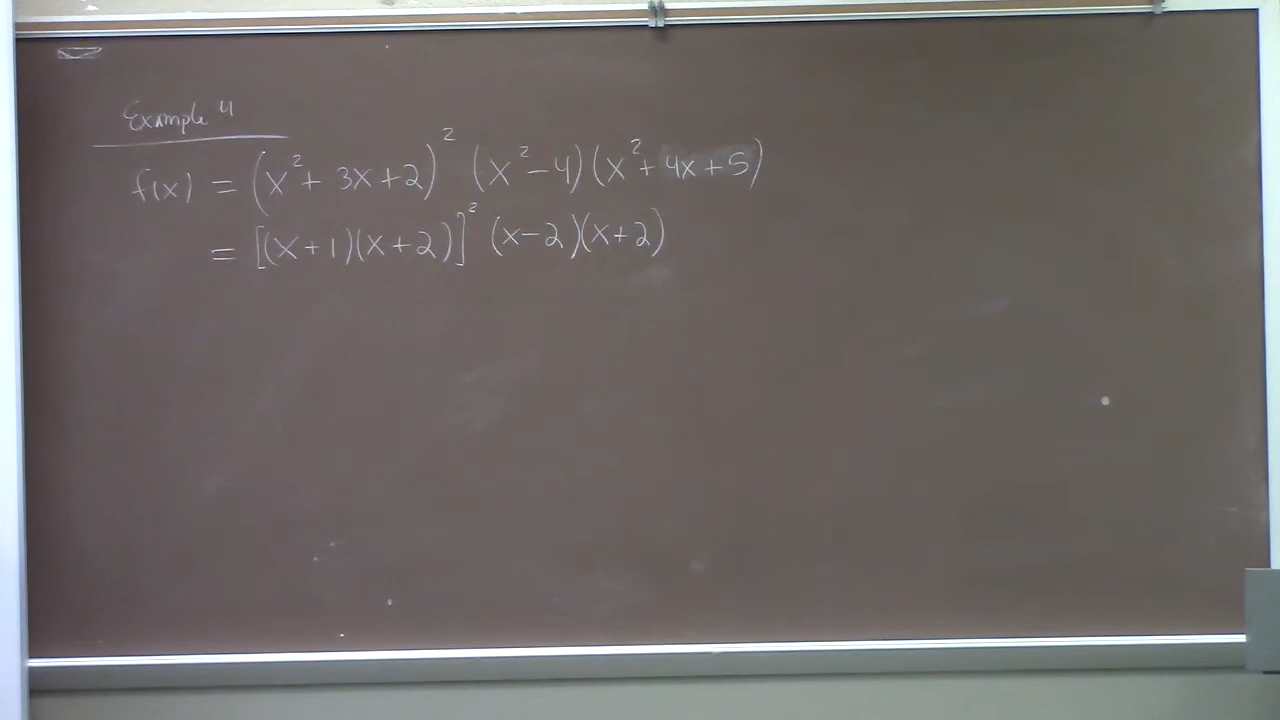 Example 4
f(x) = (x² + 3x + 2)² (x² - 4)(x² + 4x + 5)
= [(x + 1)(x + 2)]² (x - 2)(x + 2)